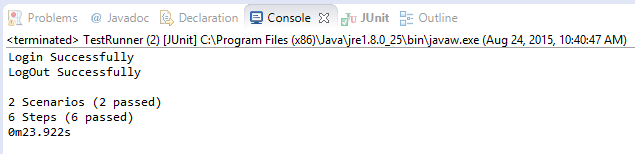 Problems @ Javadoc Declaration Console JUnit Outline
<terminated> TestRunner (2) [JUnit] C:\Program Files (x86)\Java\jre1.8.0_25\bin\javaw.exe (Aug 24, 2015, 10:40:47 AM)
Login Successfully
LogOut Successfully
2 Scenarios (2 passed)
6 Steps (6 passed)
0m23.922s